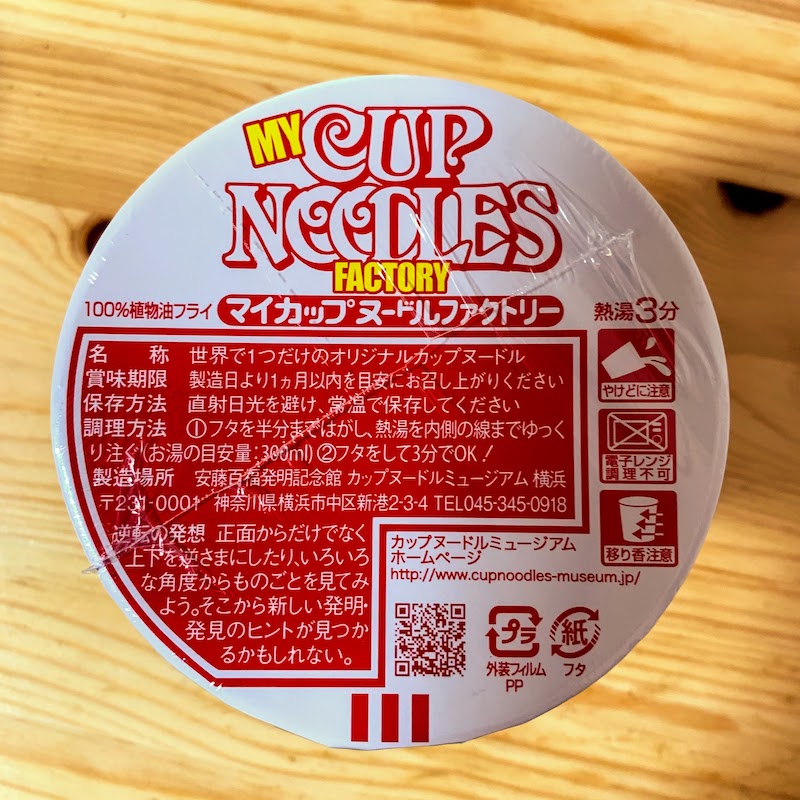 MY CUP
NOODLES
FACTORY
100%植物油フライ マイカップヌードルファクトリー 熱湯3分
名 称 世界で1つだけのオリジナルカップヌードル
賞味期限 製造日より1ヵ月以内を目安にお召し上がりください
保存方法 直射日光を避け、常温で保存してください
調理方法 ①フタを半分まではがし、熱湯を内側の線までゆっく
り注ぐ(お湯の目安量:300ml) ②フタをして3分でOK!
製造場所 安藤百福発明記念館 カップヌードルミュージアム 横浜
〒231-0001 神奈川県横浜市中区新港2-3-4 TEL045-345-0918
逆転の発想 正面からだけでなく
上下を逆さまにしたり、いろいろ
な角度からものごとを見てみ
よう。そこから新しい発明・
発見のヒントが見つか
るかもしれない。
カップヌードルミュージアム
ホームページ
http://www.cupnoodles-museum.jp/
やけどに注意
電子レンジ
調理不可
移り香注意
プラ
外装フィルム
PP
紙
フタ